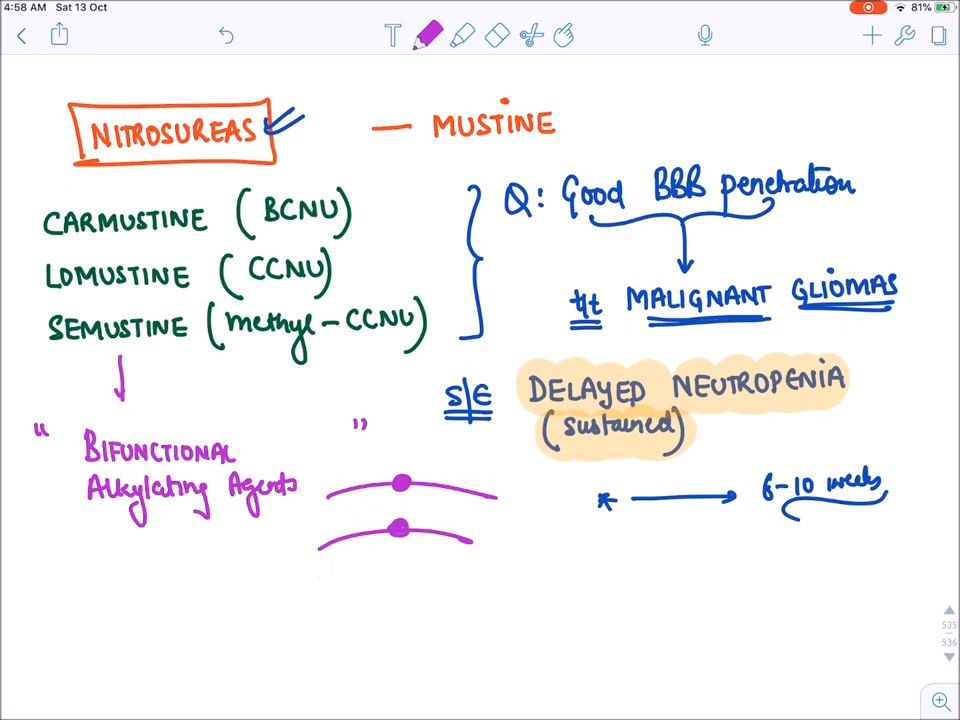 4:58 AM Sat 13 Oct
81%
T
NITROSUREAS — MUSTINE
CARMUSTINE (BCNU)
LOMUSTINE (CCNU)
SEMUSTINE (Methyl-CCNU)
Q: Good BBB penetration
t/t MALIGNANT GLIOMAS
S/E DELAYED NEUTROPENIA
(sustained)
"BIFUNCTIONAL"
Alkylating Agents
* → 6-10 weeks
535
536